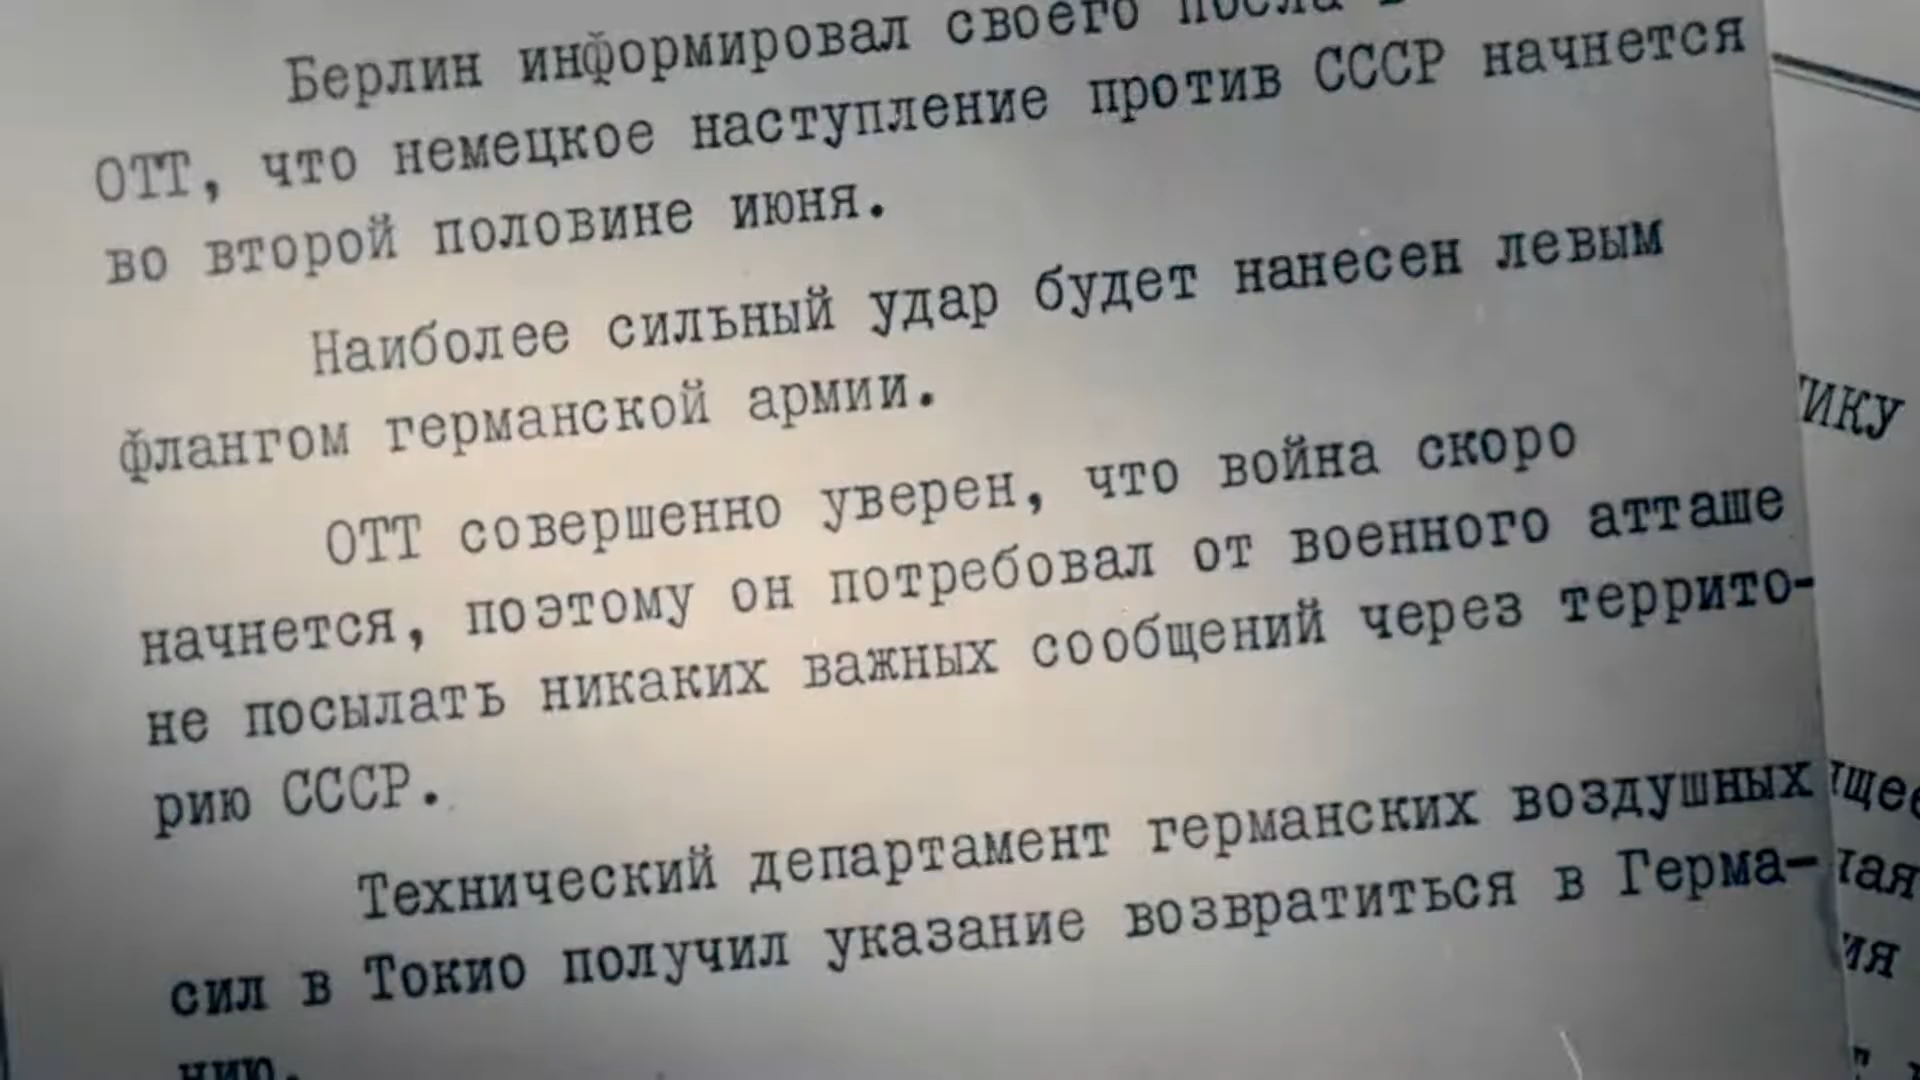 Берлин информировал своего посла
ОТТ, что немецкое наступление против СССР начнется
во второй половине июня.
Наиболее сильный удар будет нанесен левым
флангом германской армии.
ОТТ совершенно уверен, что война скоро
начнется, поэтому он потребовал от военного атташе
не посылать никаких важных сообщений через террито-
рию СССР.
Технический департамент германских воздушных
сил в Токио получил указание возвратиться в Герма-
нию.